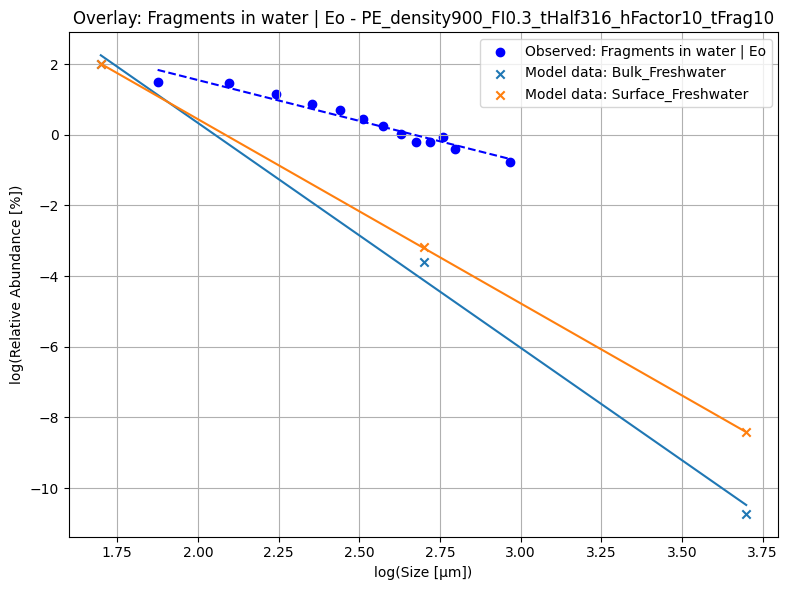 Overlay: Fragments in water | Eo - PE_density900_FI0.3_tHalf316_hFactor10_tFrag10
Observed: Fragments in water | Eo
Model data: Bulk_Freshwater
Model data: Surface_Freshwater
log(Relative Abundance [%])
2
0
−2
−4
−6
−8
−10
1.75
2.00
2.25
2.50
2.75
3.00
3.25
3.50
3.75
log(Size [μm])